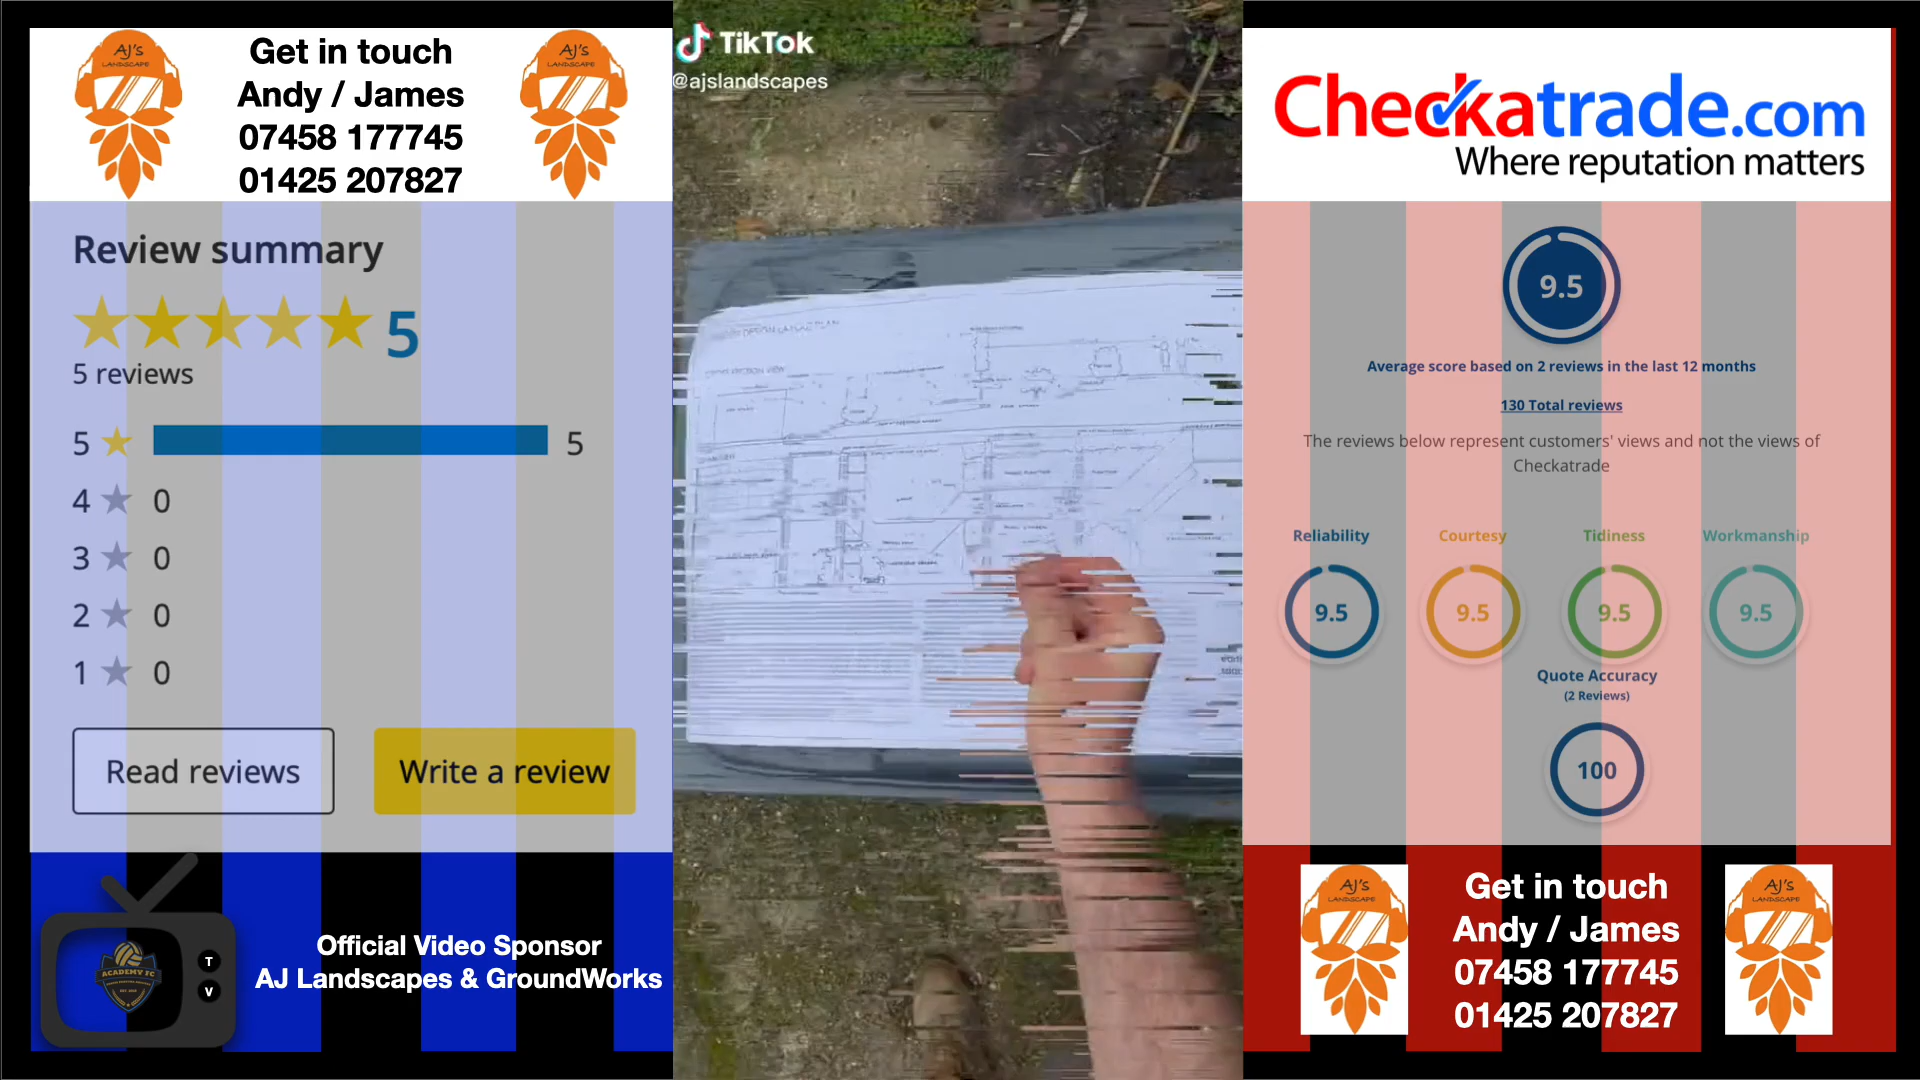 AJ's
LANDSCAPE
Get in touch
Andy / James
07458 177745
01425 207827
AJ's
LANDSCAPE
Review summary
5
5 reviews
5 5
4 0
3 0
2 0
1 0
Read reviews
Write a review
T
V
ACADEMY FC
Official Video Sponsor
AJ Landscapes & GroundWorks
TikTok
@ajslandscapes
Checkatrade.com
Where reputation matters
9.5
Average score based on 2 reviews in the last 12 months
130 Total reviews
The reviews below represent customers' views and not the views of
Checkatrade
Reliability Courtesy Tidiness Workmanship
9.5 9.5 9.5 9.5
Quote Accuracy
(2 Reviews)
100
AJ's
LANDSCAPE
Get in touch
Andy / James
07458 177745
01425 207827
AJ's
LANDSCAPE